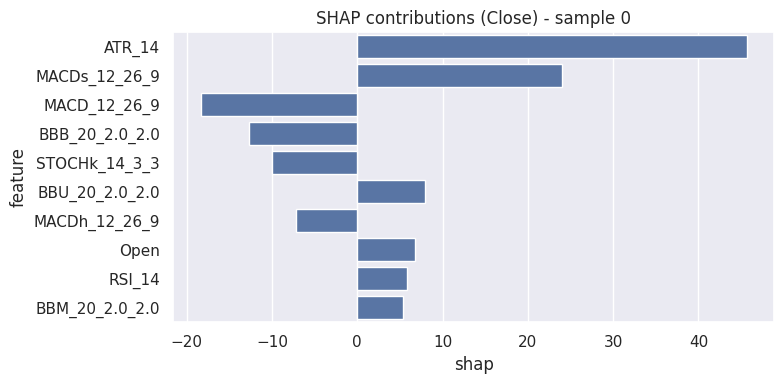 SHAP contributions (Close) - sample 0
feature
ATR_14
MACDs_12_26_9
MACD_12_26_9
BBB_20_2.0_2.0
STOCHk_14_3_3
BBU_20_2.0_2.0
MACDh_12_26_9
Open
RSI_14
BBM_20_2.0_2.0
−20 −10 0 10 20 30 40
shap